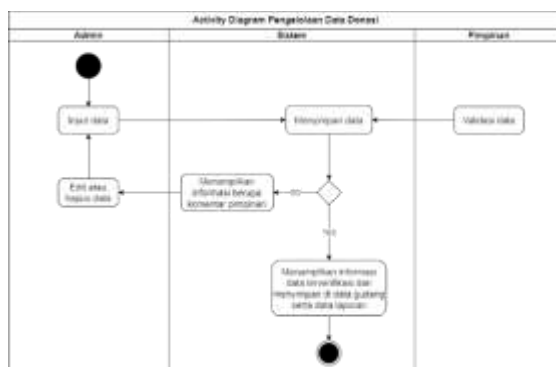 Activity Diagram Pengelolaan Data Donasi
Admin
Sistem
Pimpinan
Input data
Menyimpan data
Validasi data
Edit atau
hapus data
Menampilkan
informasi berupa
komentar pimpinan
no
Yes
Menampilkan informasi
data terverifikasi dan
menyimpan di data gudang
serta data laporan